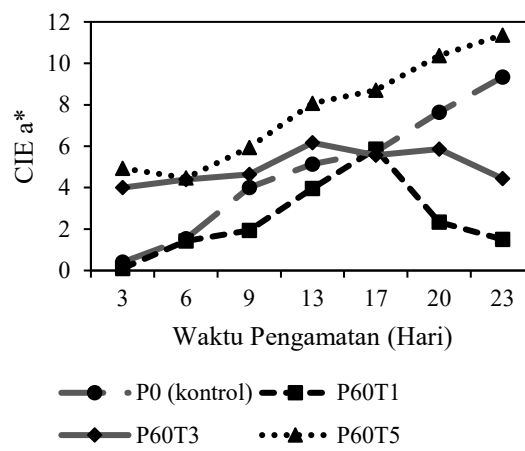 12
10
8
6
4
2
0
CIE a*
3 6 9 13 17 20 23
Waktu Pengamatan (Hari)
P0 (kontrol) P60T1
P60T3 P60T5